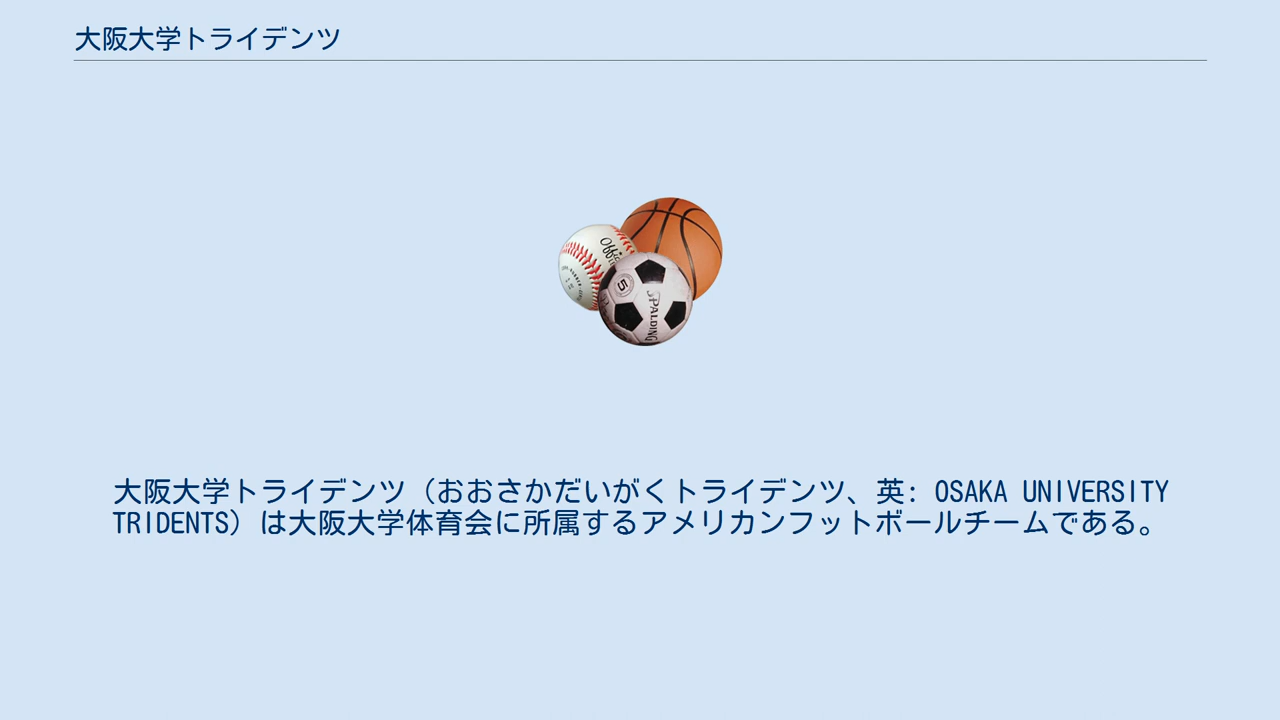 大阪大学トライデンツ
5
SPALDING
大阪大学トライデンツ（おおさかだいがくトライデンツ、英: OSAKA UNIVERSITY
TRIDENTS）は大阪大学体育会に所属するアメリカンフットボールチームである。